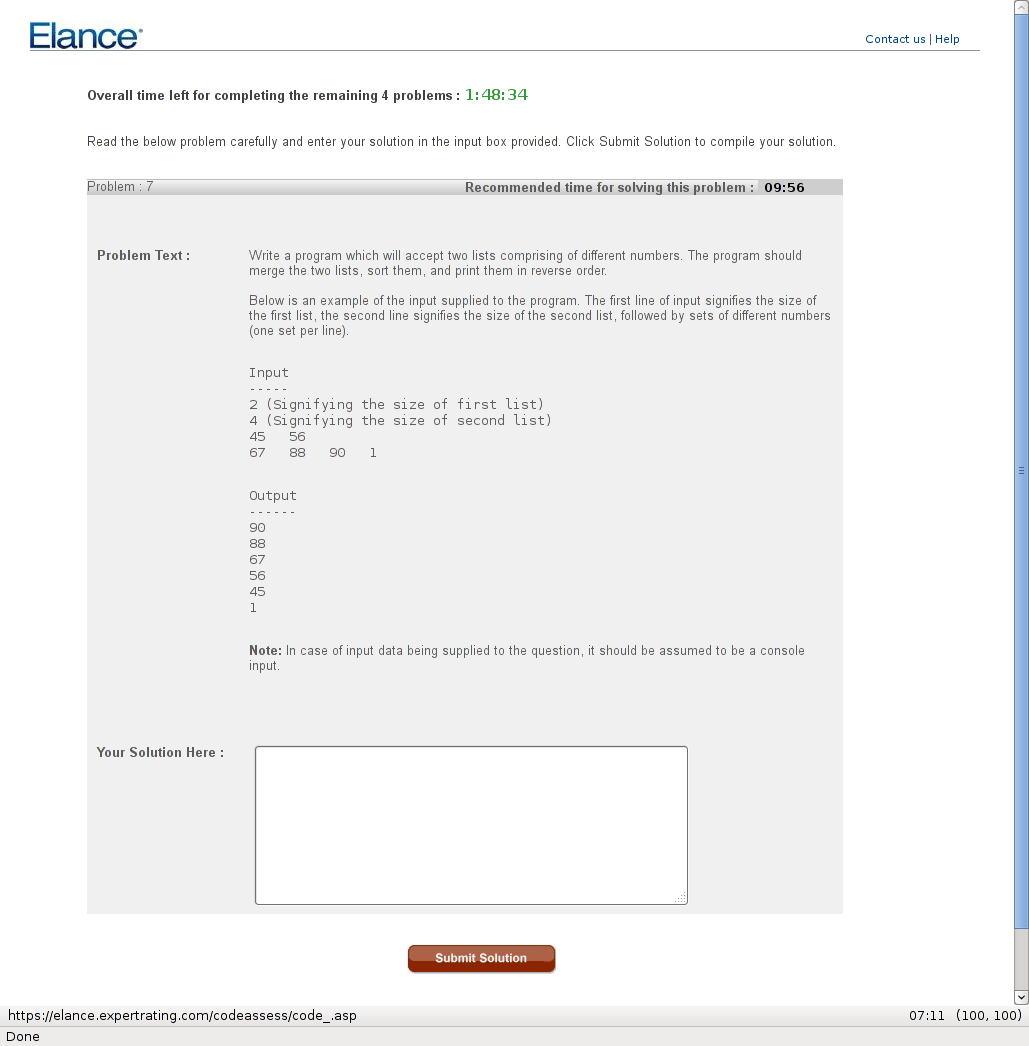 Elance
Contact us | Help
Overall time left for completing the remaining 4 problems : 1:48:34
Read the below problem carefully and enter your solution in the input box provided. Click Submit Solution to compile your solution.
Problem : 7 Recommended time for solving this problem : 09:56
Problem Text : Write a program which will accept two lists comprising of different numbers. The program should
merge the two lists, sort them, and print them in reverse order.
Below is an example of the input supplied to the program. The first line of input signifies the size of
the first list, the second line signifies the size of the second list, followed by sets of different numbers
(one set per line).
Input
-----
2 (Signifying the size of first list)
4 (Signifying the size of second list)
45 56
67 88 90 1
Output
------
90
88
67
56
45
1
Note: In case of input data being supplied to the question, it should be assumed to be a console
input.
Your Solution Here :
Submit Solution
https://elance.expertrating.com/codeassess/code_.asp 07:11 (100, 100)
Done